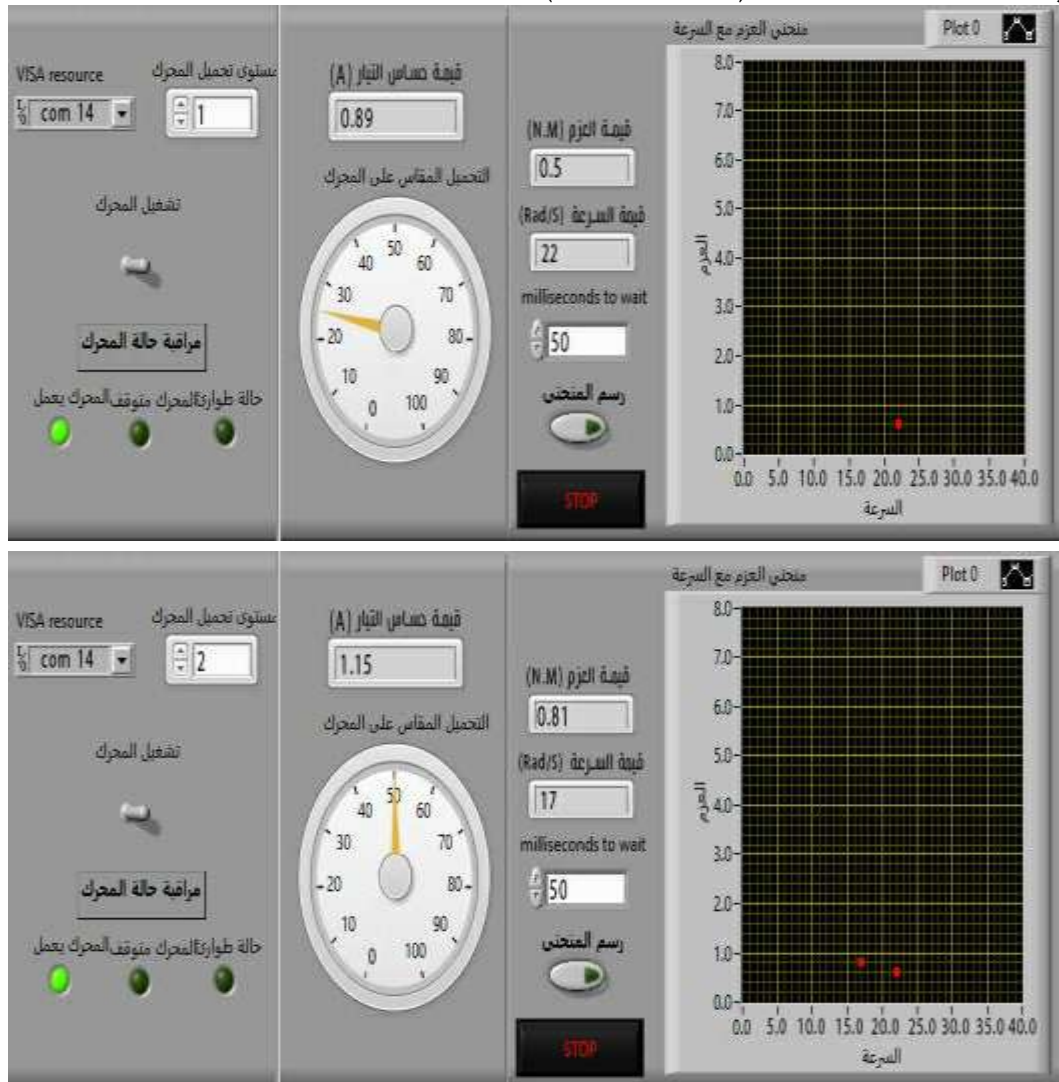 منحني العزم مع السرعة
Plot 0
VISA resource
مستوى تحميل المحرك
com 14
1
تشغيل المحرك
مراقبة حالة المحرك
حالة طوارئ
المحرك متوقف
المحرك يعمل
قيمة حساس التيار (A)
0.89
التحميل المقاس على المحرك
0 10 20 30 40 50 60 70 80 90 100
قيمة العزم (N.M)
0.5
قيمة السرعة (Rad/S)
22
milliseconds to wait
50
رسم المنحني
STOP
العزم
8.0
7.0
6.0
5.0
4.0
3.0
2.0
1.0
0.0
0.0 5.0 10.0 15.0 20.0 25.0 30.0 35.0 40.0
السرعة
منحني العزم مع السرعة
Plot 0
VISA resource
مستوى تحميل المحرك
com 14
2
تشغيل المحرك
مراقبة حالة المحرك
حالة طوارئ
المحرك متوقف
المحرك يعمل
قيمة حساس التيار (A)
1.15
التحميل المقاس على المحرك
0 10 20 30 40 50 60 70 80 90 100
قيمة العزم (N.M)
0.81
قيمة السرعة (Rad/S)
17
milliseconds to wait
50
رسم المنحني
STOP
العزم
8.0
7.0
6.0
5.0
4.0
3.0
2.0
1.0
0.0
0.0 5.0 10.0 15.0 20.0 25.0 30.0 35.0 40.0
السرعة